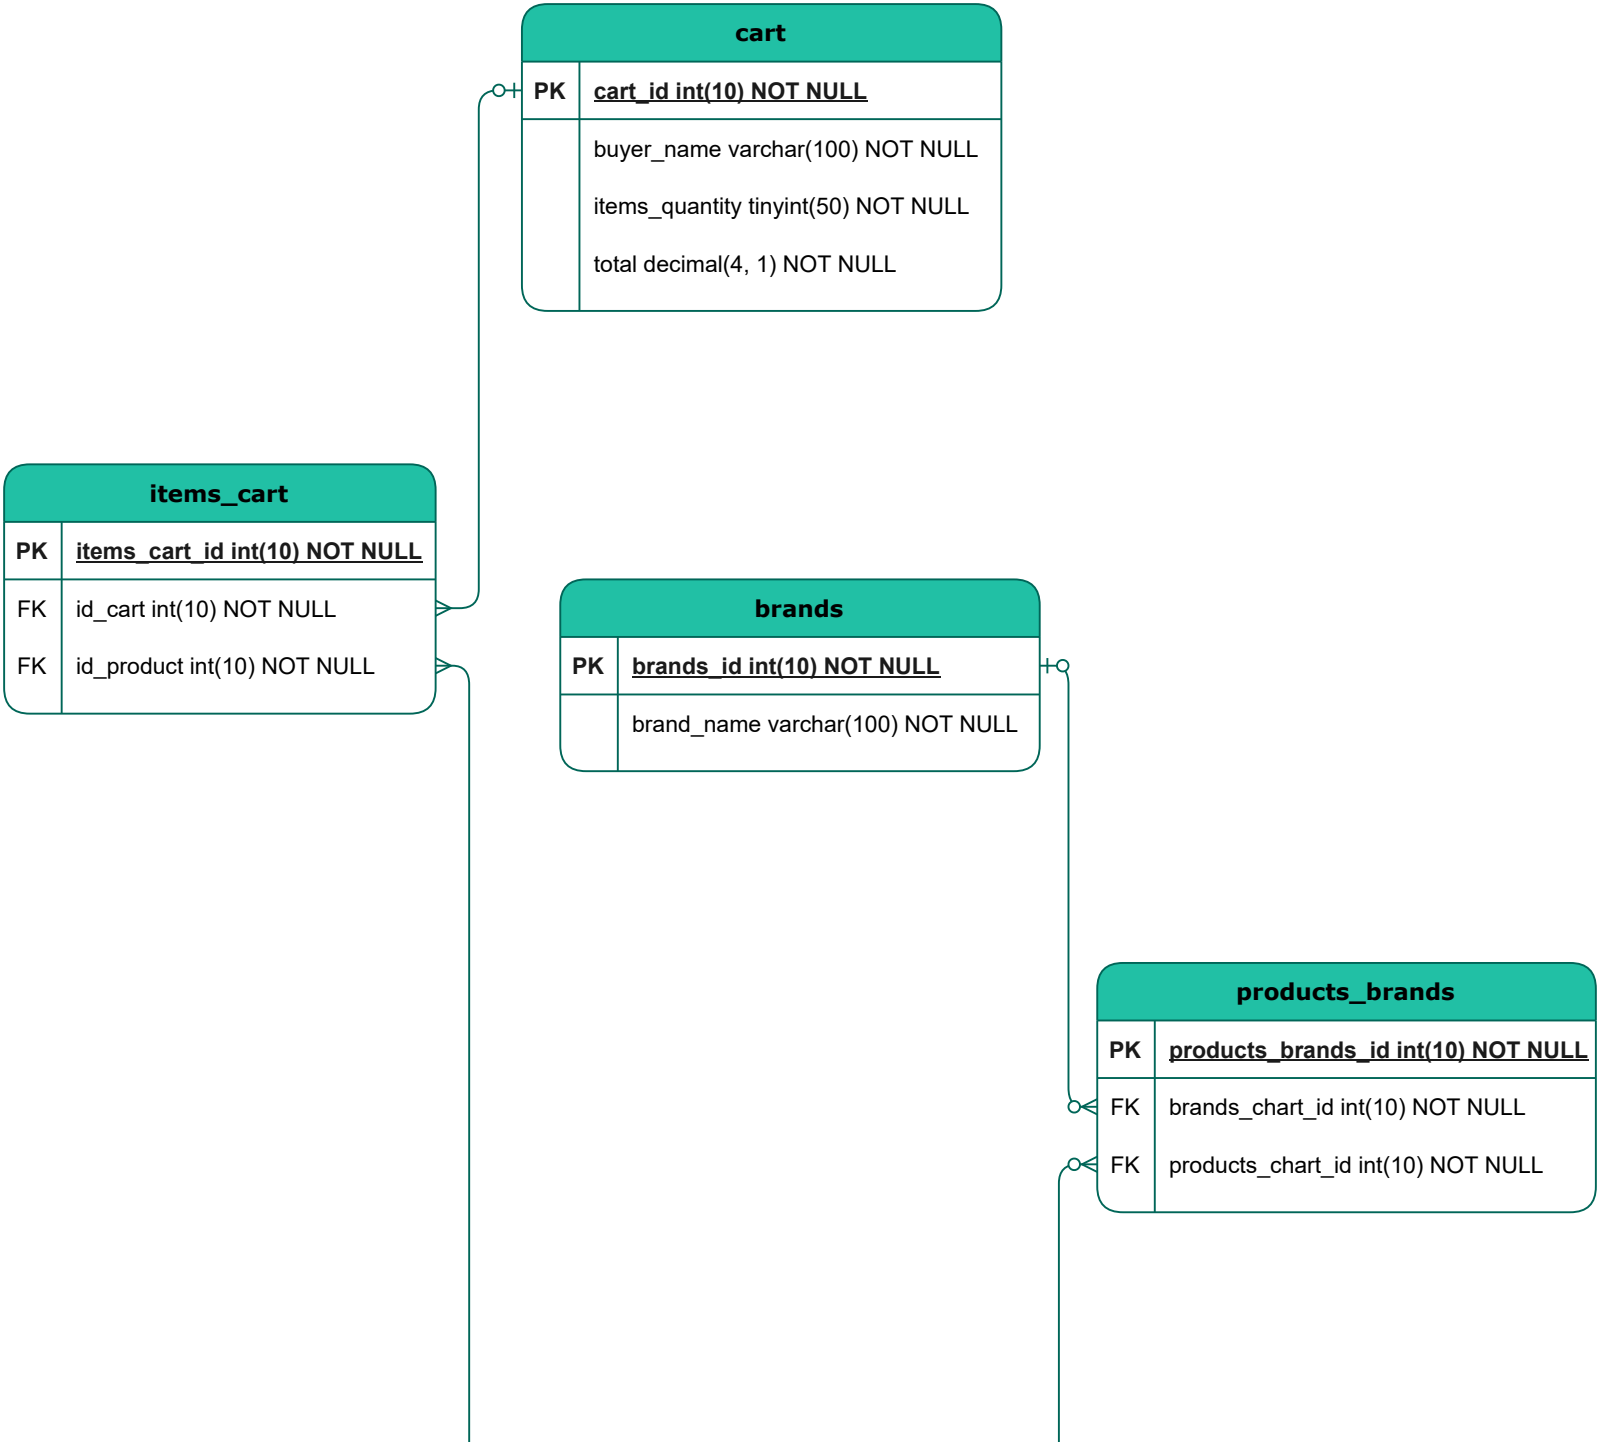 cart
PK cart_id int(10) NOT NULL
buyer_name varchar(100) NOT NULL
items_quantity tinyint(50) NOT NULL
total decimal(4, 1) NOT NULL
items_cart
PK items_cart_id int(10) NOT NULL
FK id_cart int(10) NOT NULL
FK id_product int(10) NOT NULL
brands
PK brands_id int(10) NOT NULL
brand_name varchar(100) NOT NULL
products_brands
PK products_brands_id int(10) NOT NULL
FK brands_chart_id int(10) NOT NULL
FK products_chart_id int(10) NOT NULL